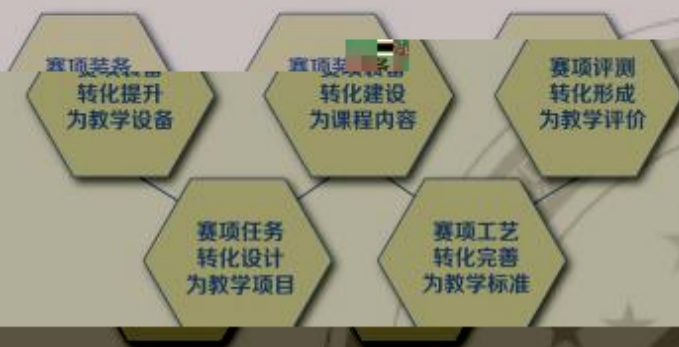 赛项装备
转化提升
为教学设备
赛项装备
转化建设
为课程内容
赛项评测
转化形成
为教学评价
赛项任务
转化设计
为教学项目
赛项工艺
转化完善
为教学标准